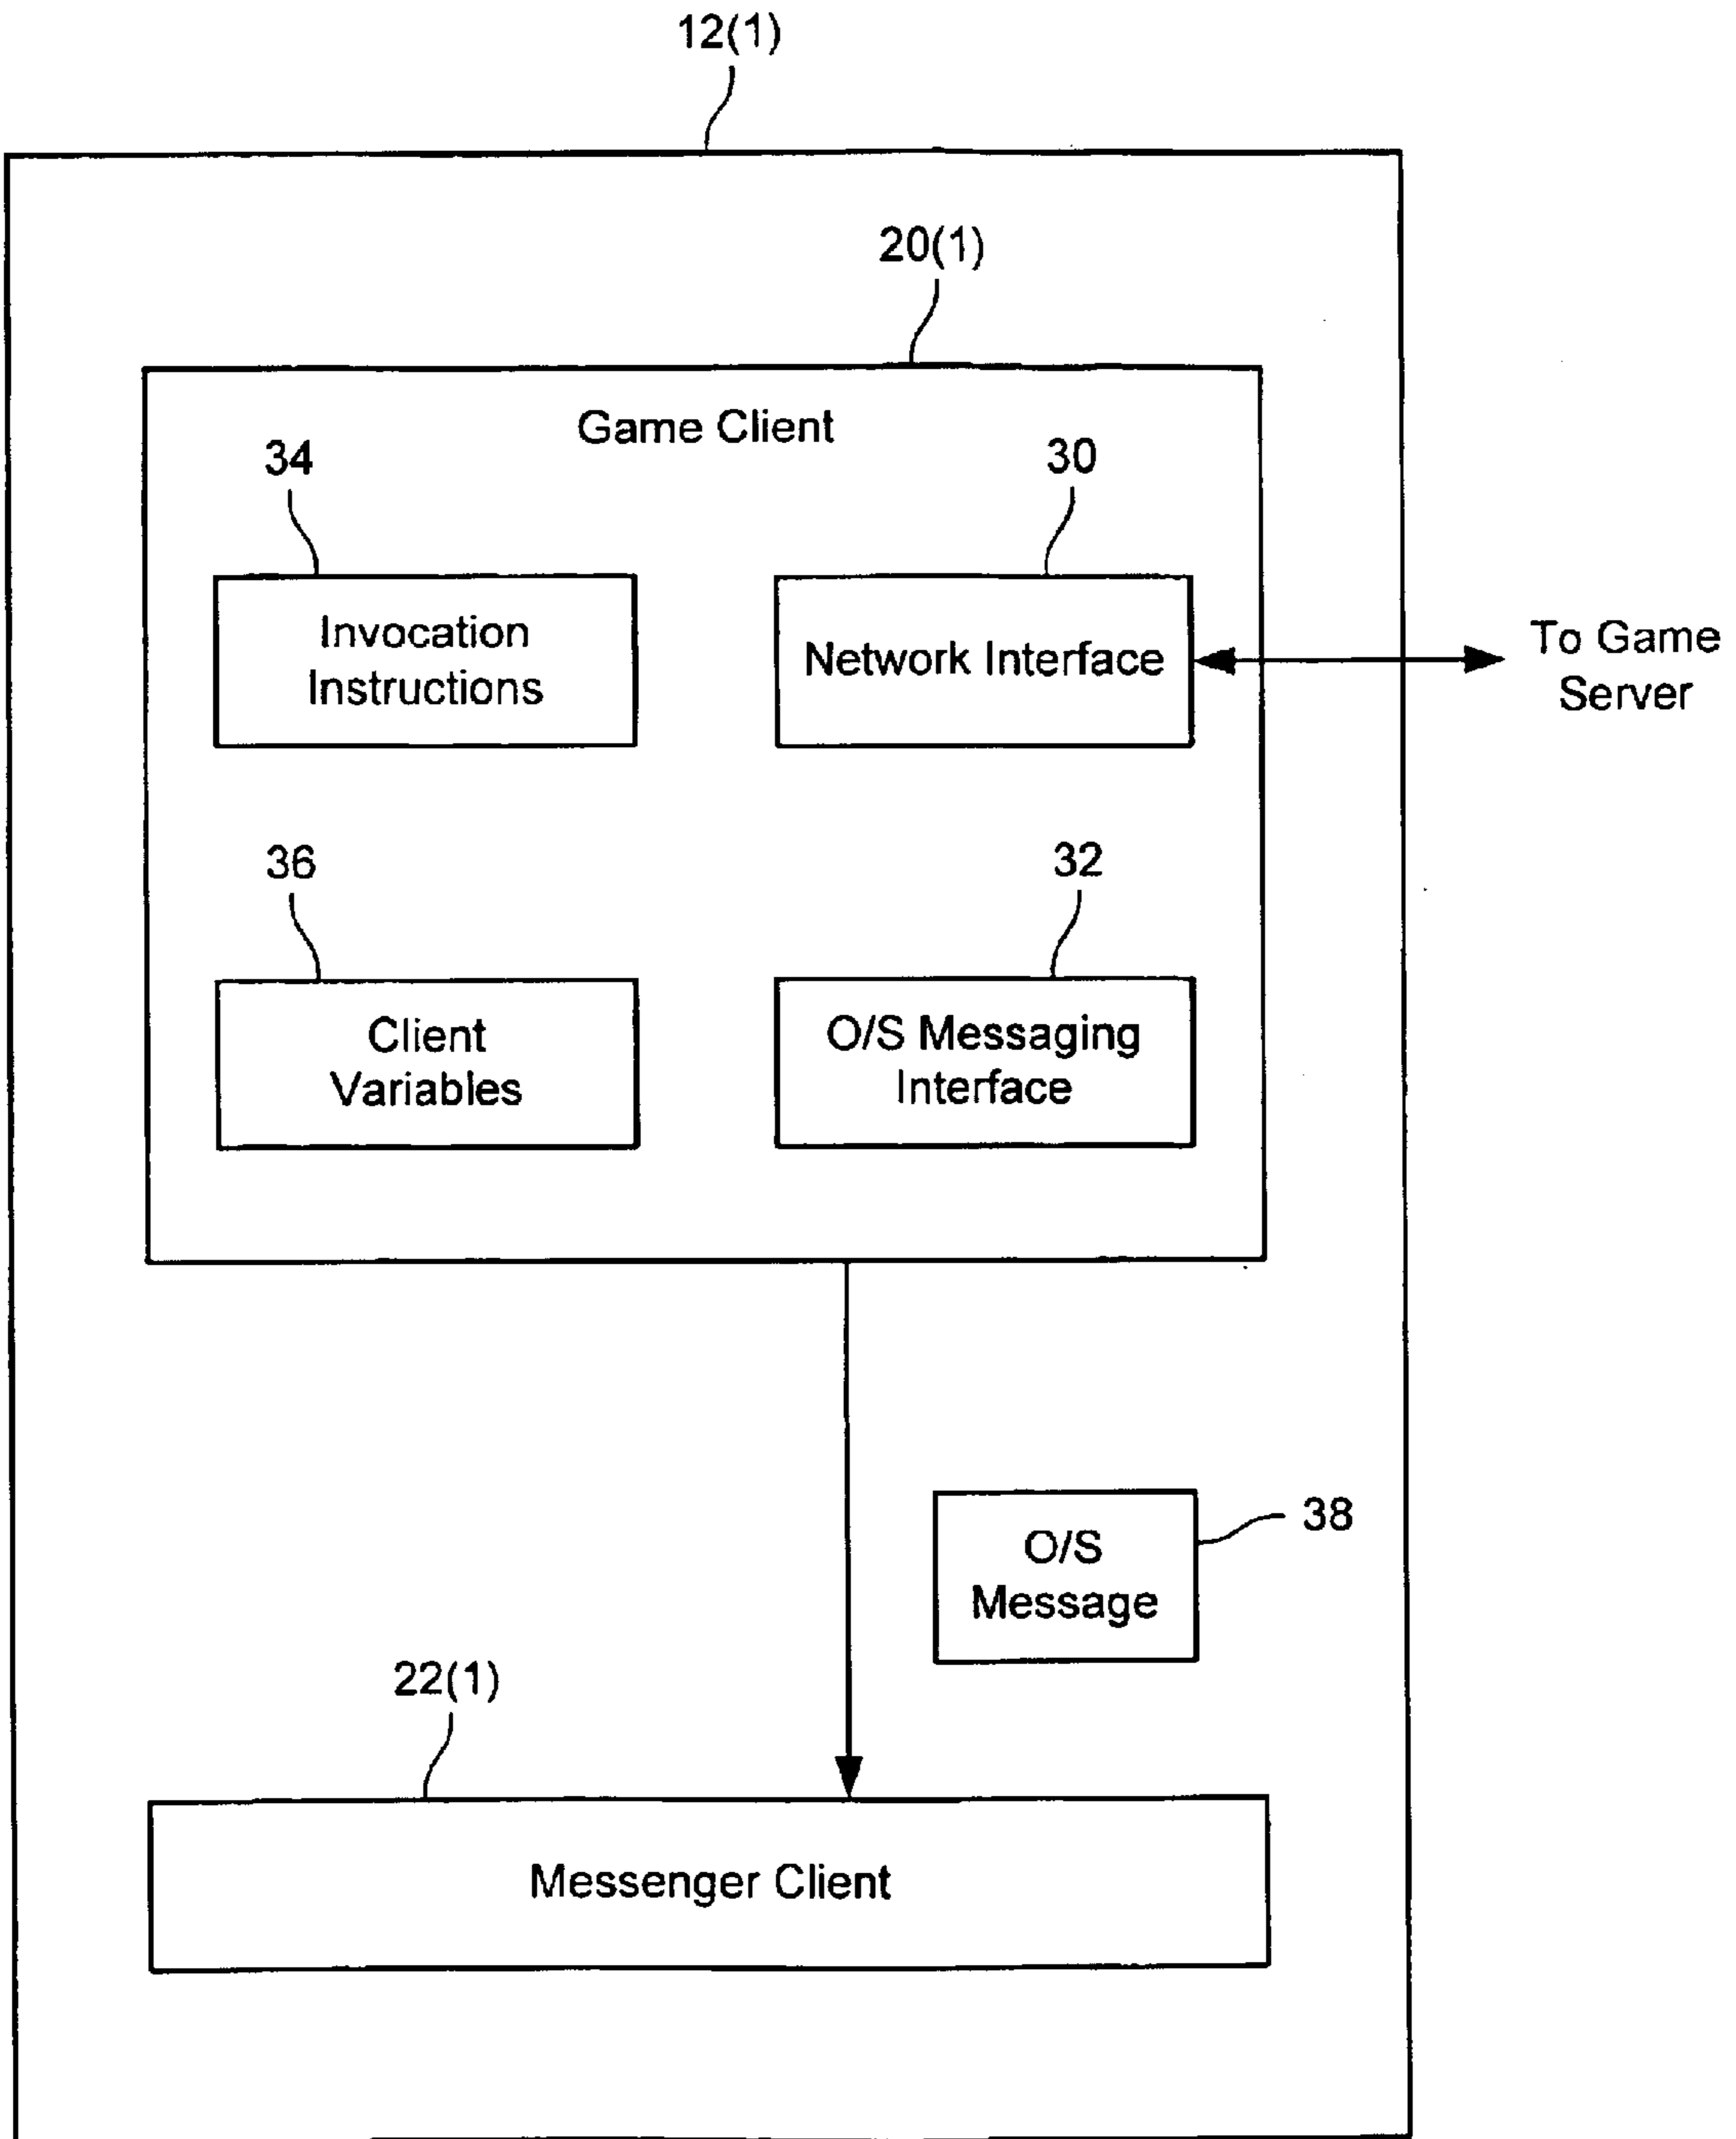 12(1)
20(1)
Game Client
34
30
Invocation
Instructions
Network Interface
To Game
Server
36
32
Client
Variables
O/S Messaging
Interface
38
O/S
Message
22(1)
Messenger Client